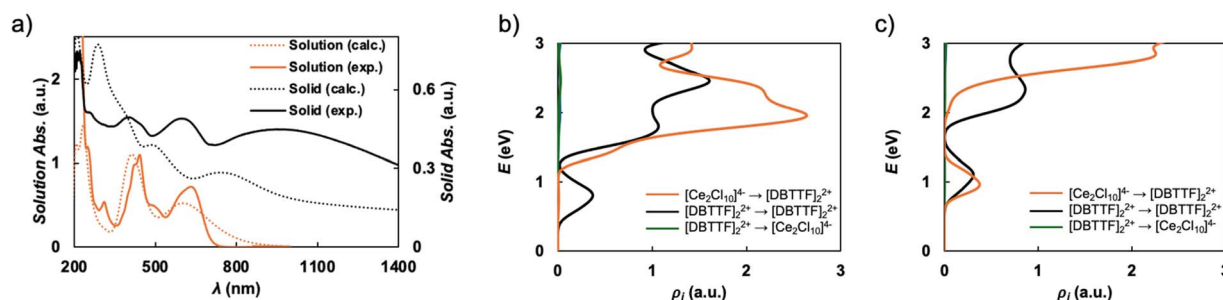 a)
Solution Abs. (a.u.)
2
1
0
Solution (calc.)
Solution (exp.)
Solid (calc.)
Solid (exp.)
0.6
0.3
0
Solid Abs. (a.u.)
200 500 800 1100 1400
λ (nm)
b)
E (eV)
3
2
1
0
[Ce₂Cl₁₀]⁴⁻ → [DBTTF]₂²⁺
[DBTTF]₂²⁺ → [DBTTF]₂²⁺
[DBTTF]₂²⁺ → [Ce₂Cl₁₀]⁴⁻
0 1 2 3
ρⱼ (a.u.)
c)
E (eV)
3
2
1
0
[Ce₂Cl₁₀]⁴⁻ → [DBTTF]₂²⁺
[DBTTF]₂²⁺ → [DBTTF]₂²⁺
[DBTTF]₂²⁺ → [Ce₂Cl₁₀]⁴⁻
0 1 2 3
ρⱼ (a.u.)